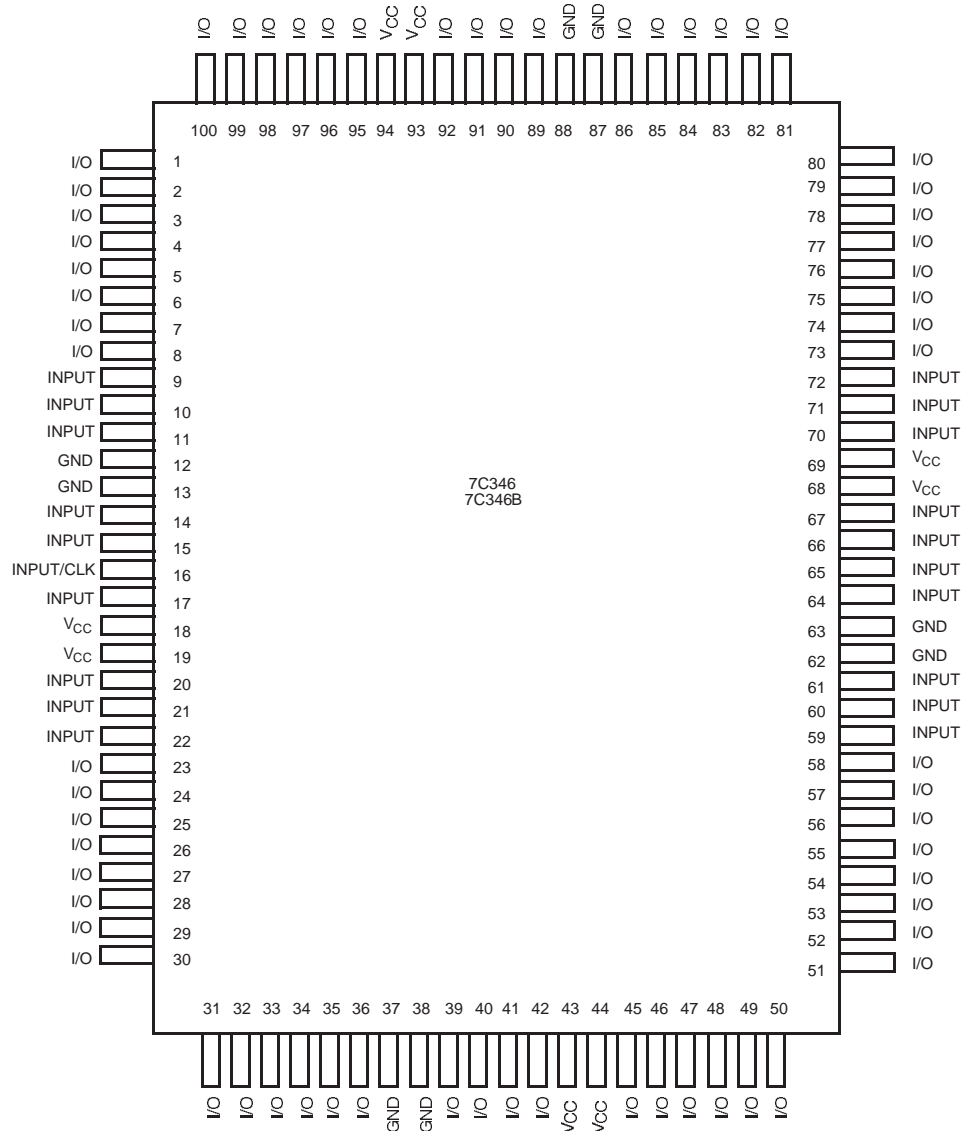 I/O I/O I/O I/O I/O I/O VCC VCC I/O I/O I/O I/O GND GND I/O I/O I/O I/O I/O I/O
100 99 98 97 96 95 94 93 92 91 90 89 88 87 86 85 84 83 82 81
I/O 1 80 I/O
I/O 2 79 I/O
I/O 3 78 I/O
I/O 4 77 I/O
I/O 5 76 I/O
I/O 6 75 I/O
I/O 7 74 I/O
I/O 8 73 I/O
INPUT 9 72 INPUT
INPUT 10 71 INPUT
INPUT 11 70 INPUT
GND 12 69 VCC
GND 13 7C346 68 VCC
7C346B
INPUT 14 67 INPUT
INPUT 15 66 INPUT
INPUT/CLK 16 65 INPUT
INPUT 17 64 INPUT
VCC 18 63 GND
VCC 19 62 GND
INPUT 20 61 INPUT
INPUT 21 60 INPUT
INPUT 22 59 INPUT
I/O 23 58 I/O
I/O 24 57 I/O
I/O 25 56 I/O
I/O 26 55 I/O
I/O 27 54 I/O
I/O 28 53 I/O
I/O 29 52 I/O
I/O 30 51 I/O
31 32 33 34 35 36 37 38 39 40 41 42 43 44 45 46 47 48 49 50
I/O I/O I/O I/O I/O I/O GND GND I/O I/O I/O I/O VCC VCC I/O I/O I/O I/O I/O I/O